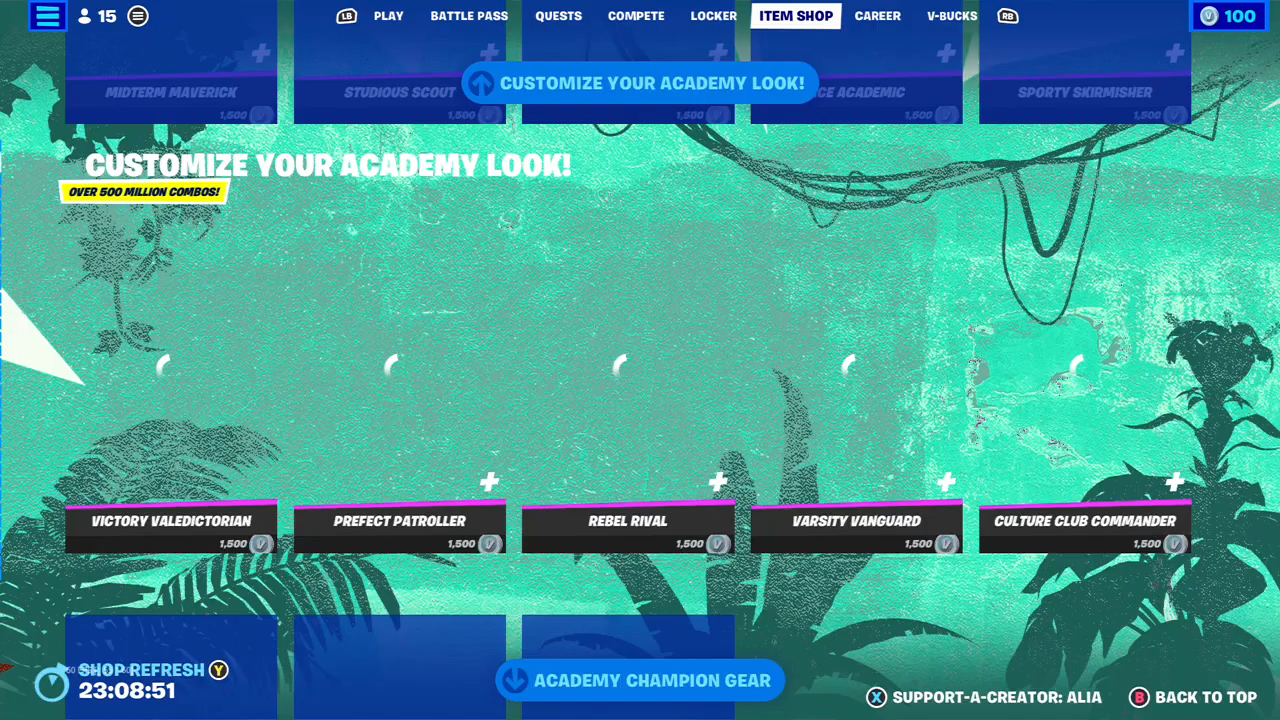 15
LB PLAY BATTLE PASS QUESTS COMPETE LOCKER ITEM SHOP CAREER V-BUCKS RB
100
CUSTOMIZE YOUR ACADEMY LOOK!
MIDTERM MAVERICK
1,500
STUDIOUS SCOUT
1,500
1,500
ACADEMIC
1,500
SPORTY SKIRMISHER
1,500
CUSTOMIZE YOUR ACADEMY LOOK!
OVER 500 MILLION COMBOS!
VICTORY VALEDICTORIAN
1,500
PREFECT PATROLLER
1,500
REBEL RIVAL
1,500
VARSITY VANGUARD
1,500
CULTURE CLUB COMMANDER
1,500
SHOP REFRESH Y
23:08:51
ACADEMY CHAMPION GEAR
X SUPPORT-A-CREATOR: ALIA
B BACK TO TOP